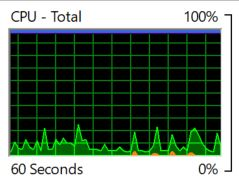 CPU - Total 100%
60 Seconds 0%